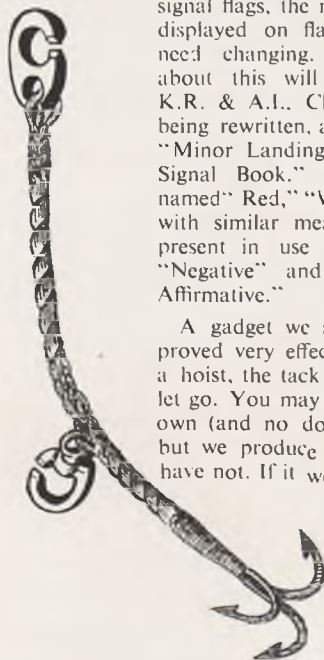 signal flags, the
displayed on fla
need changing.
about this will
K.R. & A.I.. C
being rewritten, a
"Minor Landing
Signal Book."
named" Red," "
with similar mea
present in use
"Negative" and
Affirmative."
A gadget we s
proved very effec
a hoist, the tack
let go. You may
own (and no do
but we produce
have not. If it w